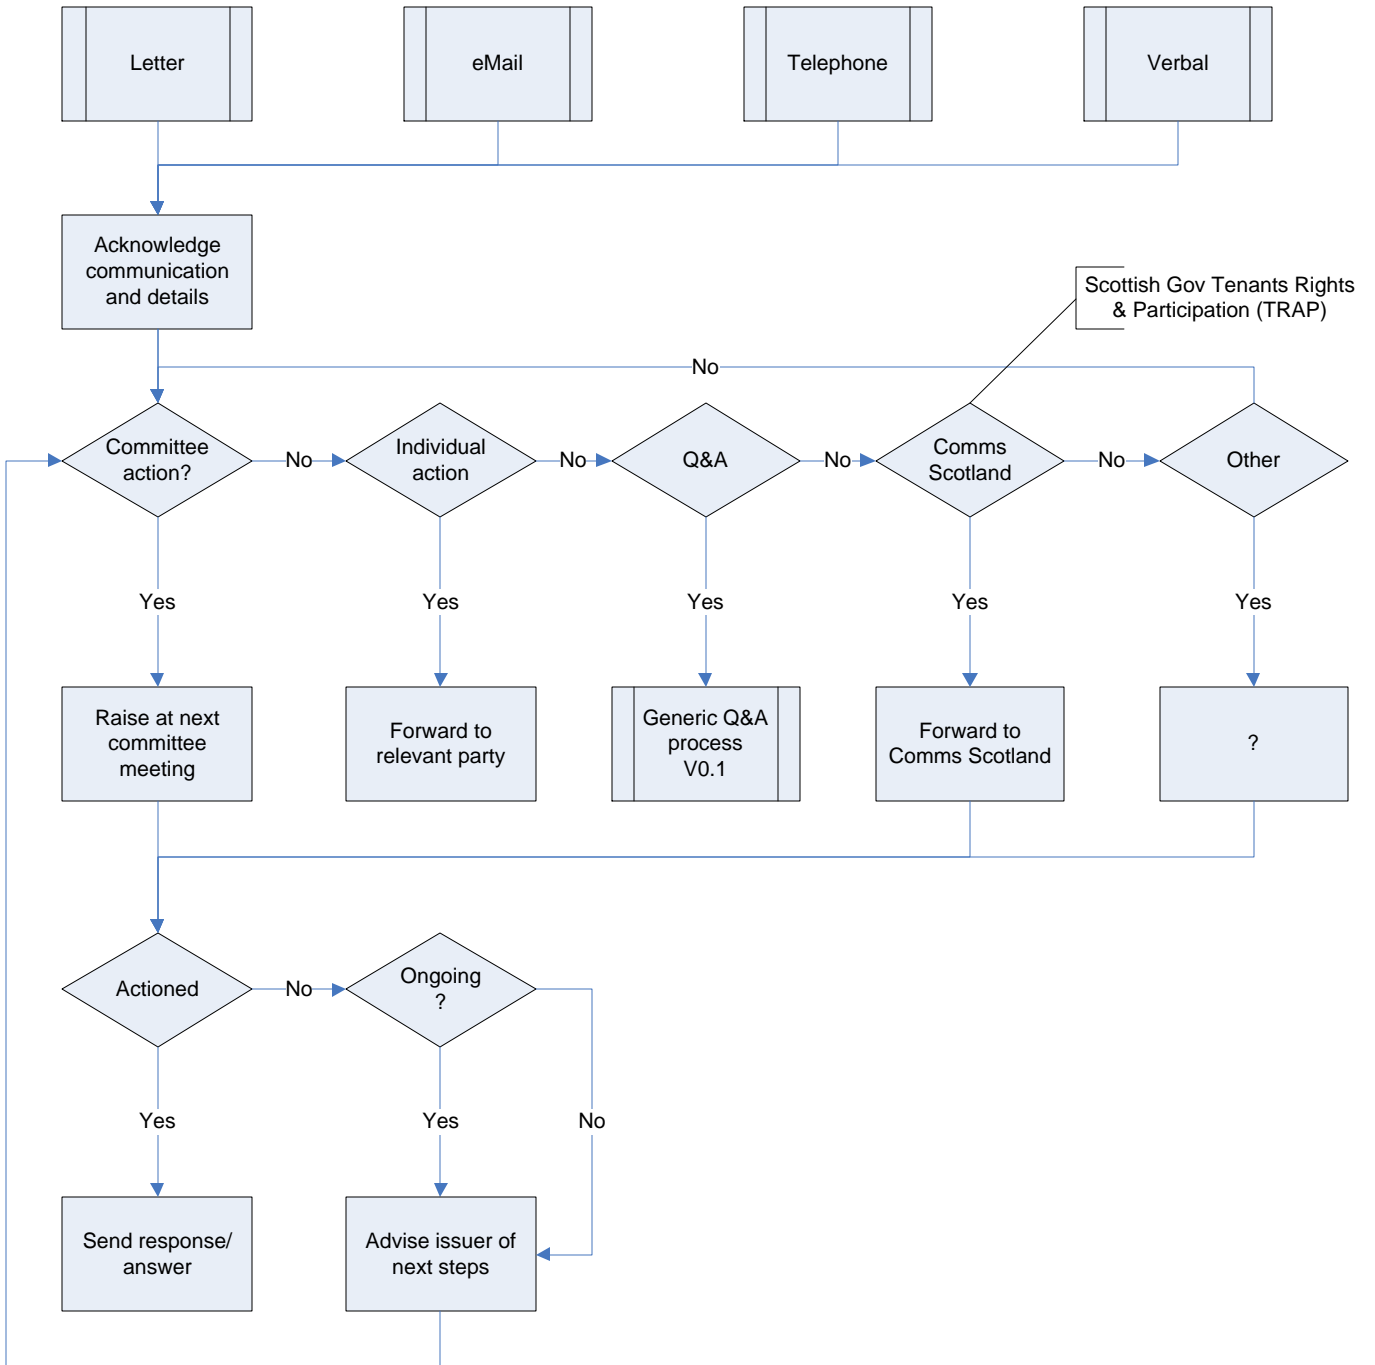 Letter
eMail
Telephone
Verbal
Acknowledge
communication
and details
Scottish Gov Tenants Rights
& Participation (TRAP)
No
Committee
action?
No
Individual
action
No
Q&A
No
Comms
Scotland
No
Other
Yes
Yes
Yes
Yes
Yes
Raise at next
committee
meeting
Forward to
relevant party
Generic Q&A
process
V0.1
Forward to
Comms Scotland
?
Actioned
No
Ongoing
?
Yes
Yes
No
Send response/
answer
Advise issuer of
next steps